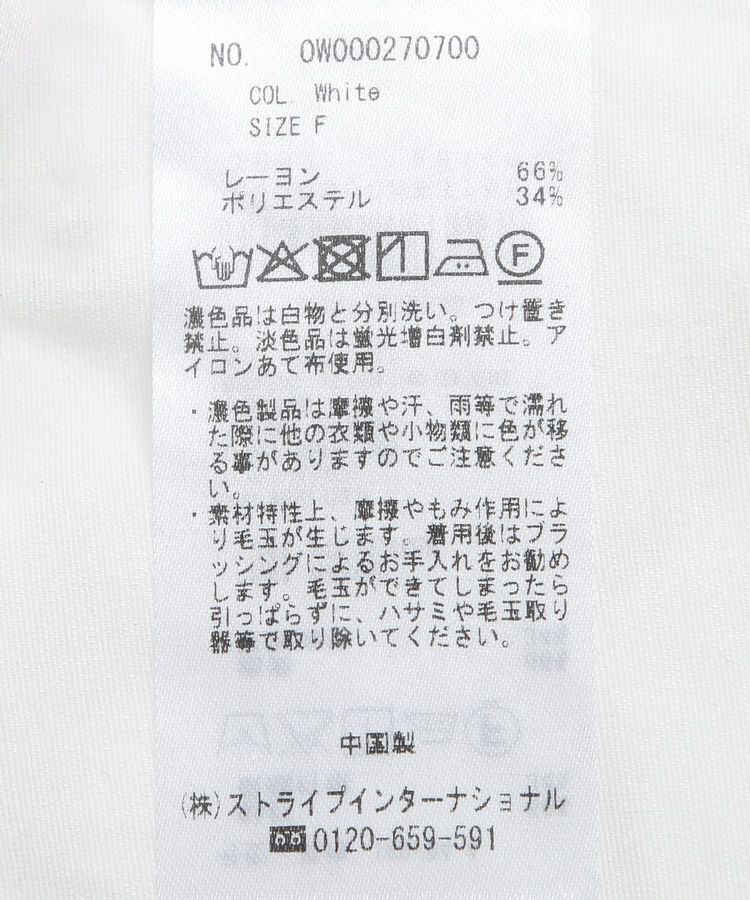 NO. OW000270700
COL. White
SIZE F
レーヨン 66%
ポリエステル 34%
F
濃色品は白物と分別洗い。つけ置き
禁止。淡色品は蛍光増白剤禁止。ア
イロンあて布使用。
・濃色製品は摩擦や汗、雨等で濡れ
た際に他の衣類や小物類に色が移
る事がありますのでご注意くださ
い。
・素材特性上、摩擦やもみ作用によ
り毛玉が生じます。着用後はブラ
ッシングによるお手入れをお勧め
します。毛玉ができてしまったら
引っぱらずに、ハサミや毛玉取り
器等で取り除いてください。
中国製
(株)ストライプインターナショナル
0120-659-591